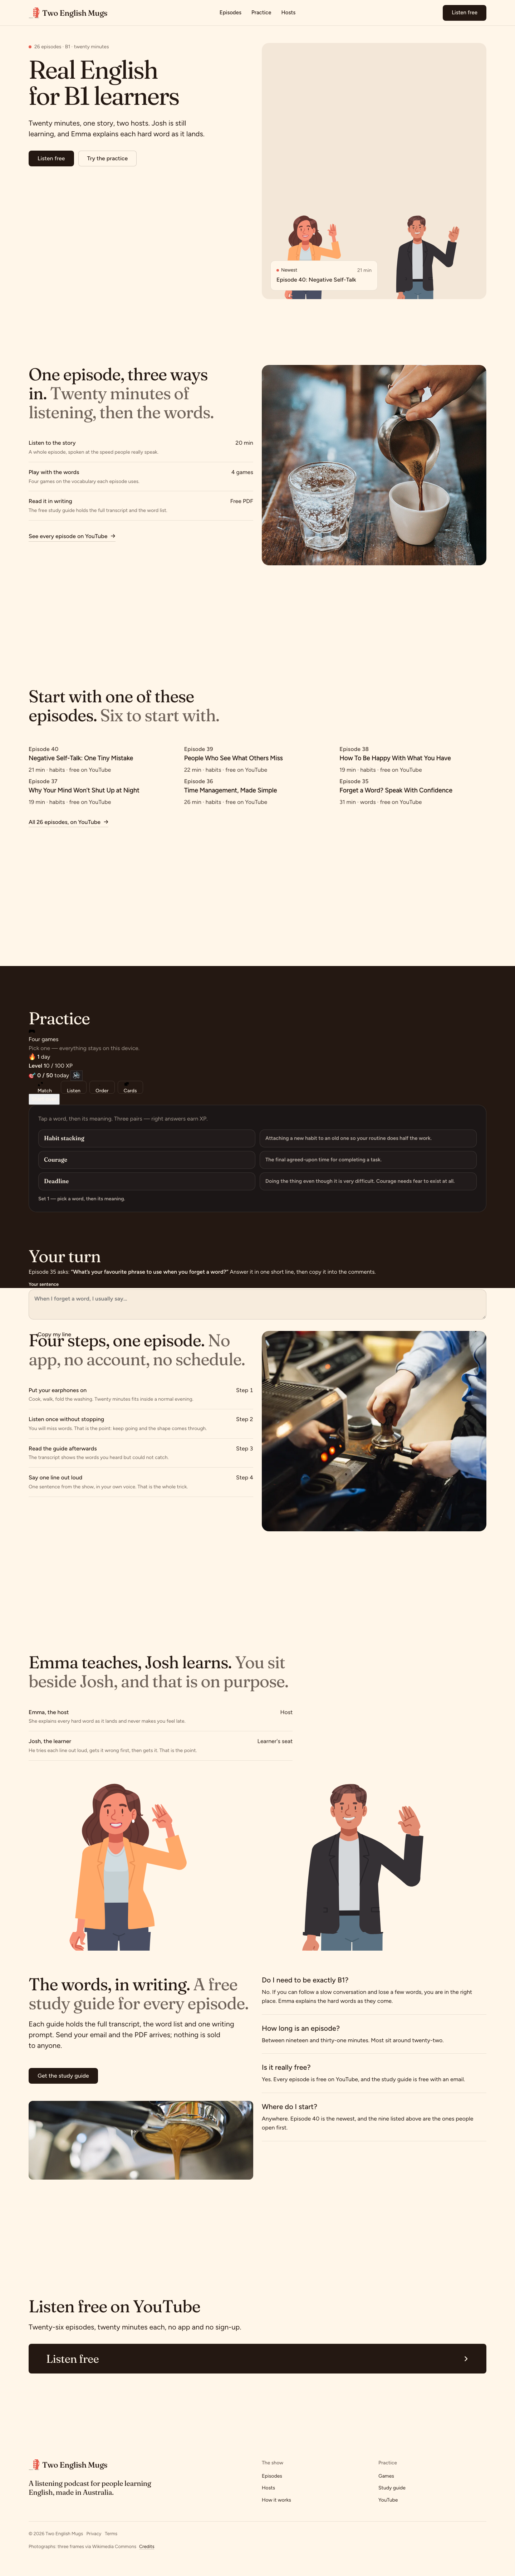 Two English Mugs
Episodes Practice Hosts
Listen free
26 episodes · B1 · twenty minutes
Real English
for B1 learners
Twenty minutes, one story, two hosts. Josh is still
learning, and Emma explains each hard word as it lands.
Listen free Try the practice
Newest 21 min
Episode 40: Negative Self-Talk
One episode, three ways
in. Twenty minutes of
listening, then the words.
Listen to the story 20 min
A whole episode, spoken at the speed people really speak.
Play with the words 4 games
Four games on the vocabulary each episode uses.
Read it in writing Free PDF
The free study guide holds the full transcript and the word list.
See every episode on YouTube →
Start with one of these
episodes. Six to start with.
Episode 40
Negative Self-Talk: One Tiny Mistake
21 min · habits · free on YouTube
Episode 39
People Who See What Others Miss
22 min · habits · free on YouTube
Episode 38
How To Be Happy With What You Have
19 min · habits · free on YouTube
Episode 37
Why Your Mind Won't Shut Up at Night
19 min · habits · free on YouTube
Episode 36
Time Management, Made Simple
26 min · habits · free on YouTube
Episode 35
Forget a Word? Speak With Confidence
31 min · words · free on YouTube
All 26 episodes, on YouTube →
Practice
Four games
Pick one — everything stays on this device.
🔥 1 day
Level 1 0 / 100 XP
🎯 0 / 50 today
Match Listen Order Cards
Tap a word, then its meaning. Three pairs — right answers earn XP.
Habit stacking
Attaching a new habit to an old one so your routine does half the work.
Courage
The final agreed-upon time for completing a task.
Deadline
Doing the thing even though it is very difficult. Courage needs fear to exist at all.
Set 1 — pick a word, then its meaning.
Your turn
Episode 35 asks: "What's your favourite phrase to use when you forget a word?" Answer it in one short line, then copy it into the comments.
Your sentence
When I forget a word, I usually say...
Copy my line
Four steps, one episode. No
app, no account, no schedule.
Put your earphones on Step 1
Cook, walk, fold the washing. Twenty minutes fits inside a normal evening.
Listen once without stopping Step 2
You will miss words. That is the point: keep going and the shape comes through.
Read the guide afterwards Step 3
The transcript shows the words you heard but could not catch.
Say one line out loud Step 4
One sentence from the show, in your own voice. That is the whole trick.
Emma teaches, Josh learns. You sit
beside Josh, and that is on purpose.
Emma, the host Host
She explains every hard word as it lands and never makes you feel late.
Josh, the learner Learner's seat
He tries each line out loud, gets it wrong first, then gets it. That is the point.
The words, in writing. A free
study guide for every episode.
Each guide holds the full transcript, the word list and one writing
prompt. Send your email and the PDF arrives; nothing is sold
to anyone.
Get the study guide
Do I need to be exactly B1?
No. If you can follow a slow conversation and lose a few words, you are in the right
place. Emma explains the hard words as they come.
How long is an episode?
Between nineteen and thirty-one minutes. Most sit around twenty-two.
Is it really free?
Yes. Every episode is free on YouTube, and the study guide is free with an email.
Where do I start?
Anywhere. Episode 40 is the newest, and the nine listed above are the ones people
open first.
Listen free on YouTube
Twenty-six episodes, twenty minutes each, no app and no sign-up.
Listen free
Two English Mugs
A listening podcast for people learning
English, made in Australia.
The show
Episodes
Hosts
How it works
Practice
Games
Study guide
YouTube
© 2026 Two English Mugs Privacy Terms
Photographs: three frames via Wikimedia Commons. Credits